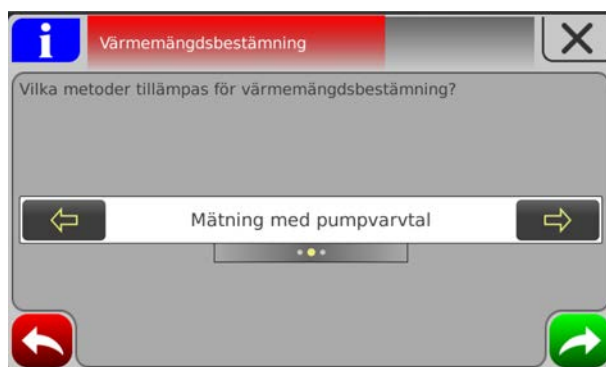 i
Värmemängdsbestämning
Vilka metoder tillämpas för värmemängdsbestämning?
Mätning med pumpvarvtal